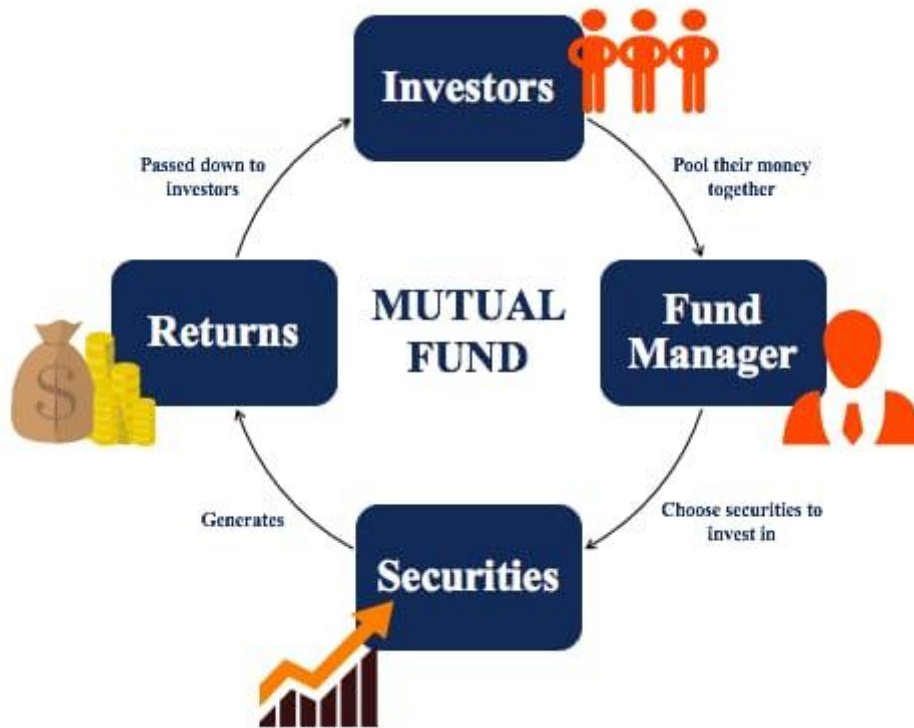 Investors
Pool their money
together
Fund
Manager
Choose securities to
invest in
Securities
Generates
Returns
Passed down to
investors
MUTUAL
FUND
$